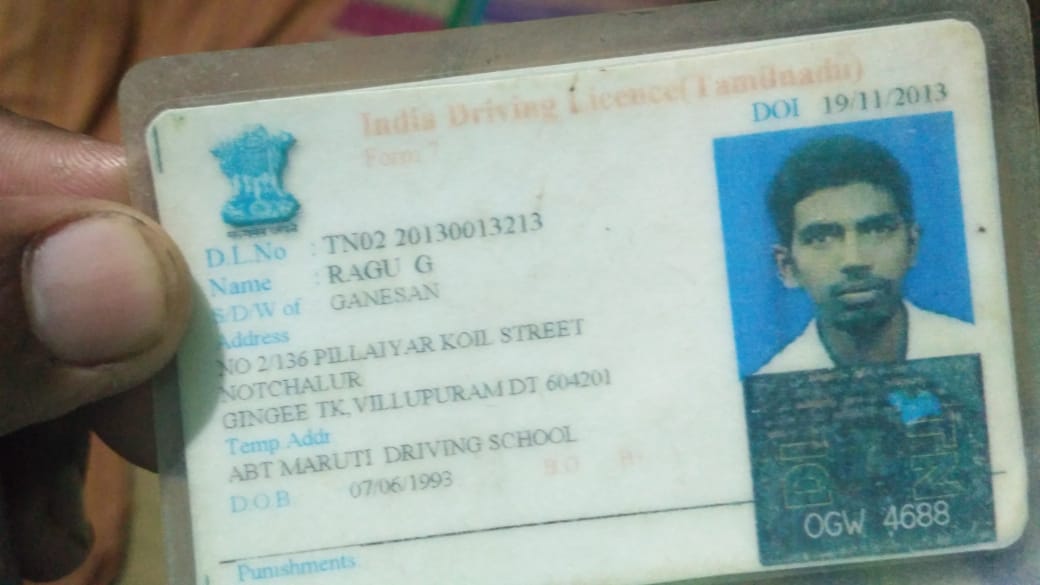 India Driving Licence(Tamilnadu)
Form 7
DOI 19/11/2013
D.L.No : TN02 20130013213
Name : RAGU G
S/D/W of GANESAN
Address
NO 2/136 PILLAIYAR KOIL STREET
NOTCHALUR
GINGEE TK, VILLUPURAM DT 604201
Temp.Addr
ABT MARUTI DRIVING SCHOOL
D.O.B 07/06/1993 B.G B+
OGW 4688
Punishments